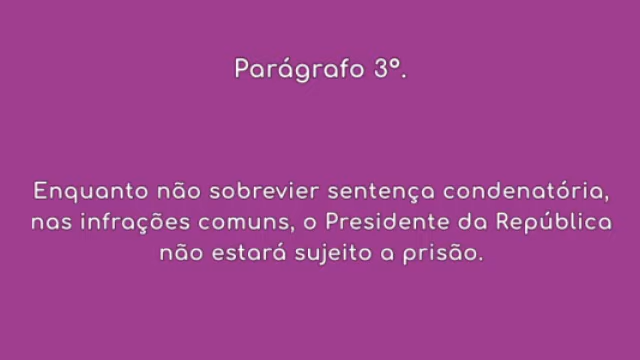 Parágrafo 3º.
Enquanto não sobrevier sentença condenatória,
nas infrações comuns, o Presidente da República
não estará sujeito a prisão.